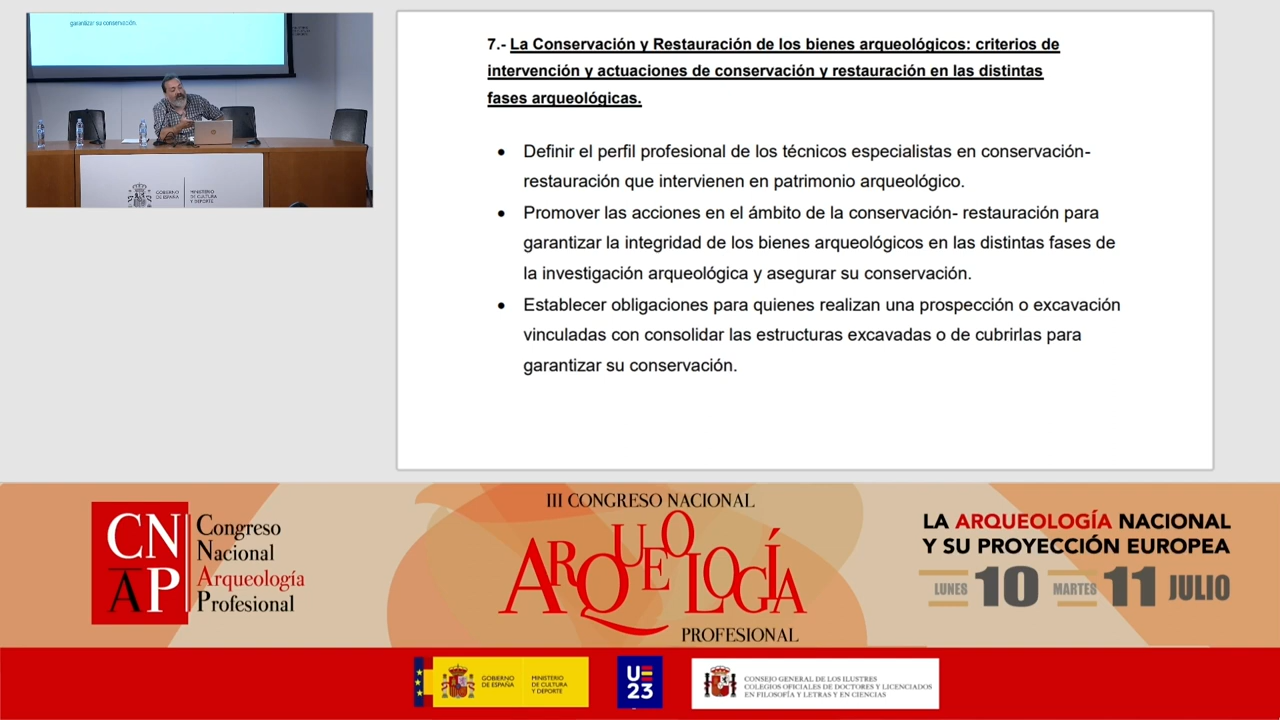 garantizar su conservación.
GOBIERNO
DE ESPAÑA
MINISTERIO
DE CULTURA
Y DEPORTE
7.- La Conservación y Restauración de los bienes arqueológicos: criterios de
intervención y actuaciones de conservación y restauración en las distintas
fases arqueológicas.
• Definir el perfil profesional de los técnicos especialistas en conservación-
restauración que intervienen en patrimonio arqueológico.
• Promover las acciones en el ámbito de la conservación- restauración para
garantizar la integridad de los bienes arqueológicos en las distintas fases de
la investigación arqueológica y asegurar su conservación.
• Establecer obligaciones para quienes realizan una prospección o excavación
vinculadas con consolidar las estructuras excavadas o de cubrirlas para
garantizar su conservación.
CN
AP
Congreso
Nacional
Arqueología
Profesional
III CONGRESO NACIONAL
ARQUEOLOGÍA
PROFESIONAL
LA ARQUEOLOGÍA NACIONAL
Y SU PROYECCIÓN EUROPEA
LUNES 10 MARTES 11 JULIO
GOBIERNO
DE ESPAÑA
MINISTERIO
DE CULTURA
Y DEPORTE
UE
23
CONSEJO GENERAL DE LOS ILUSTRES
COLEGIOS OFICIALES DE DOCTORES Y LICENCIADOS
EN FILOSOFÍA Y LETRAS Y EN CIENCIAS